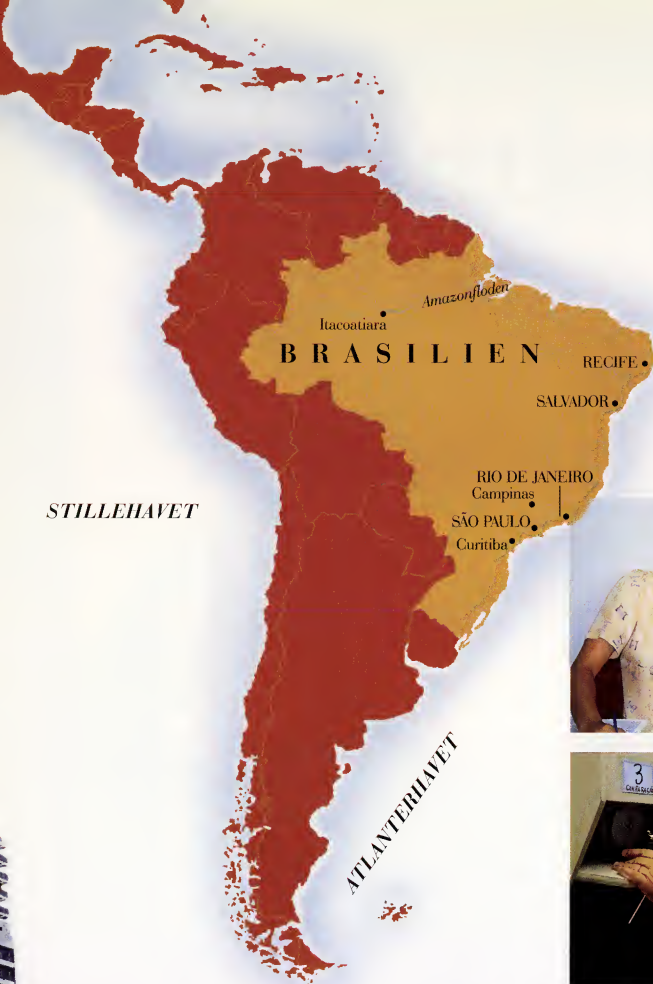 Amazonfloden
Itacoatiara
BRASILIEN
RECIFE
SALVADOR
RIO DE JANEIRO
Campinas
STILLEHAVET
SÃO PAULO
Curitiba
ATLANTERHAVET
3